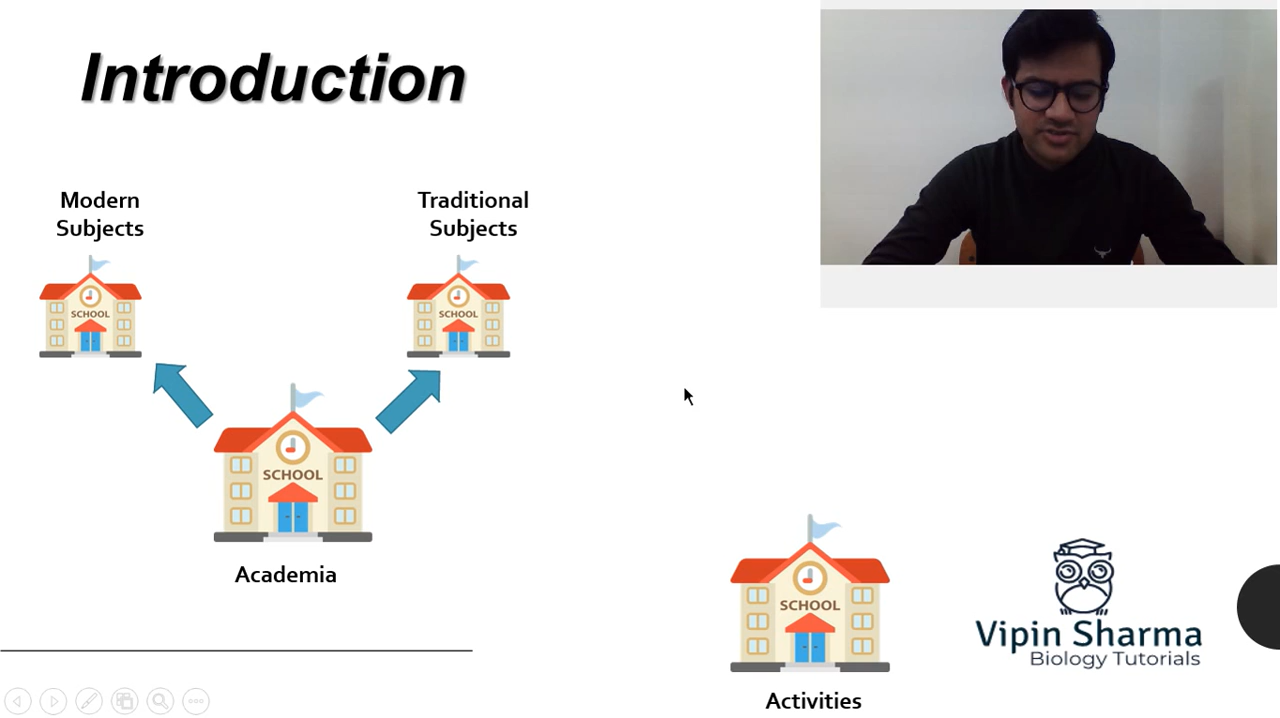 Introduction
Modern
Subjects
Traditional
Subjects
SCHOOL
SCHOOL
SCHOOL
Academia
SCHOOL
Activities
Vipin Sharma
Biology Tutorials